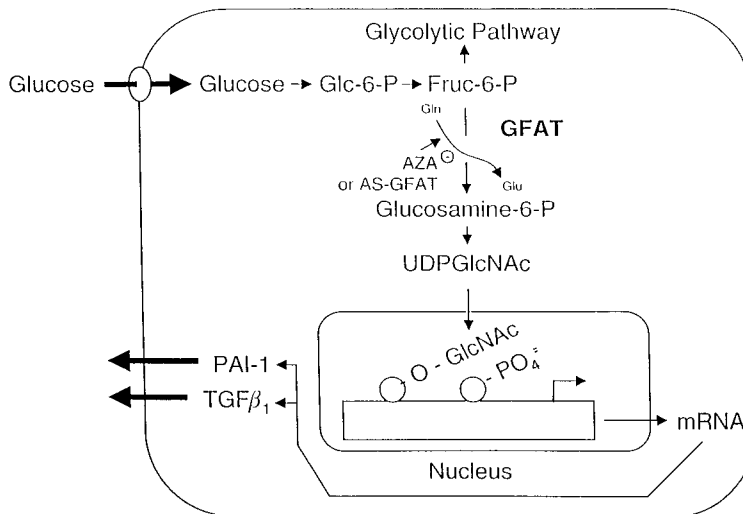 Glycolytic Pathway
Glucose Glucose Glc-6-P Fruc-6-P
Gln
GFAT
AZA -
or AS-GFAT
Glu
Glucosamine-6-P
UDPGlcNAc
O - GlcNAc
- PO4=
PAI-1
TGFβ1
mRNA
Nucleus